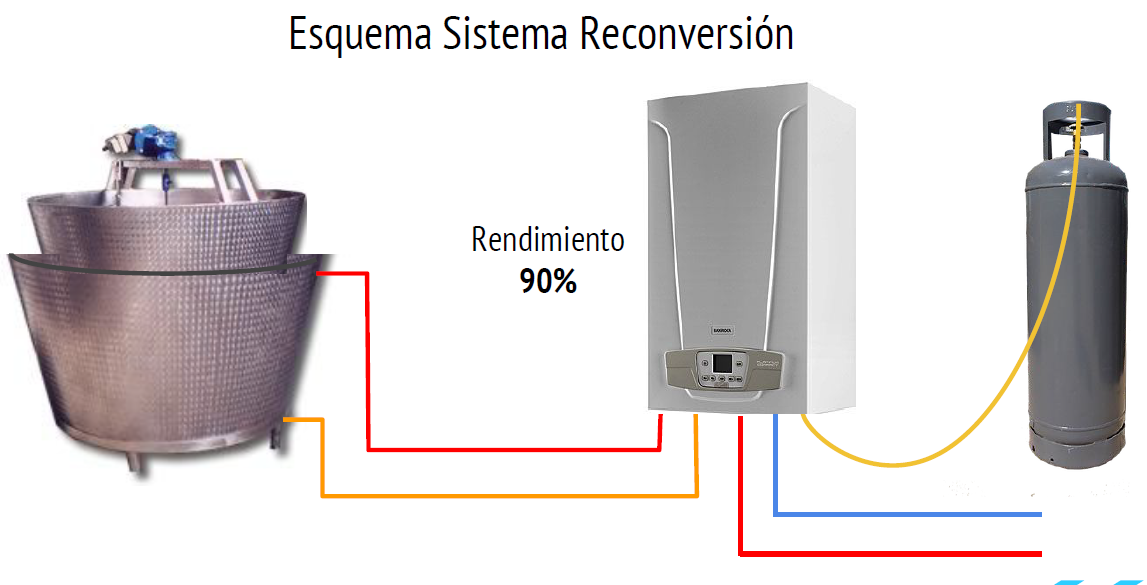 Esquema Sistema Reconversión
Rendimiento
90%